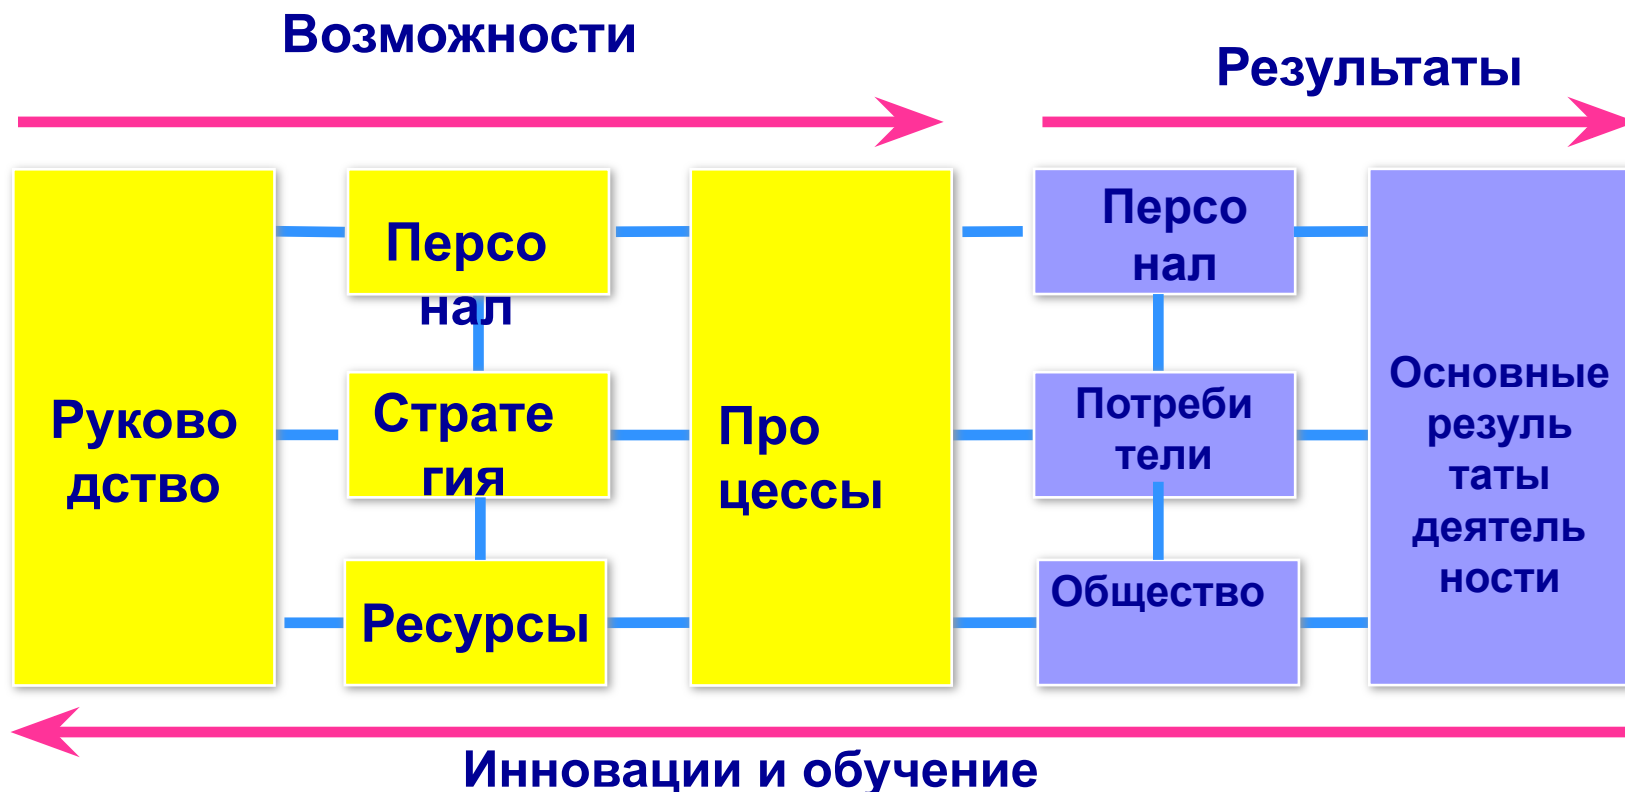 Возможности
Результаты
Руково
дство
Персо
нал
Страте
гия
Ресурсы
Про
цессы
Персо
нал
Потреби
тели
Общество
Основные
резуль
таты
деятель
ности
Инновации и обучение